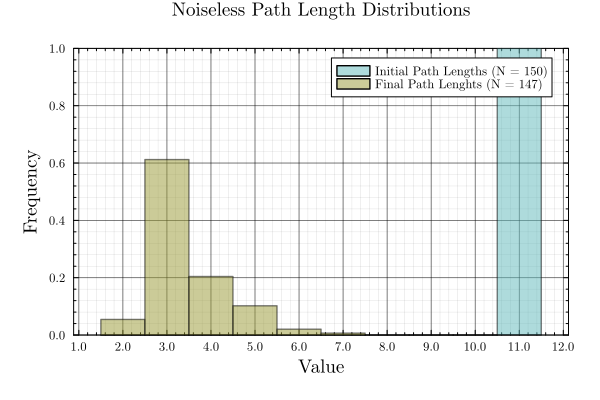 Noiseless Path Length Distributions
Initial Path Lengths (N = 150)
Final Path Lenghts (N = 147)
Frequency
1.0
0.8
0.6
0.4
0.2
0.0
1.0 2.0 3.0 4.0 5.0 6.0 7.0 8.0 9.0 10.0 11.0 12.0
Value